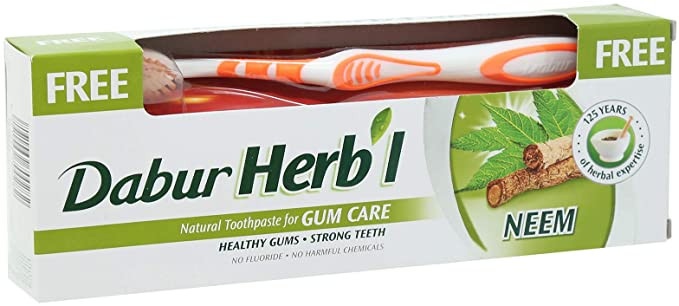 FREE
FREE
Dabur
Dabur Herb'l
Natural Toothpaste for GUM CARE
HEALTHY GUMS • STRONG TEETH
NO FLUORIDE • NO HARMFUL CHEMICALS
125 YEARS
of herbal expertise
NEEM